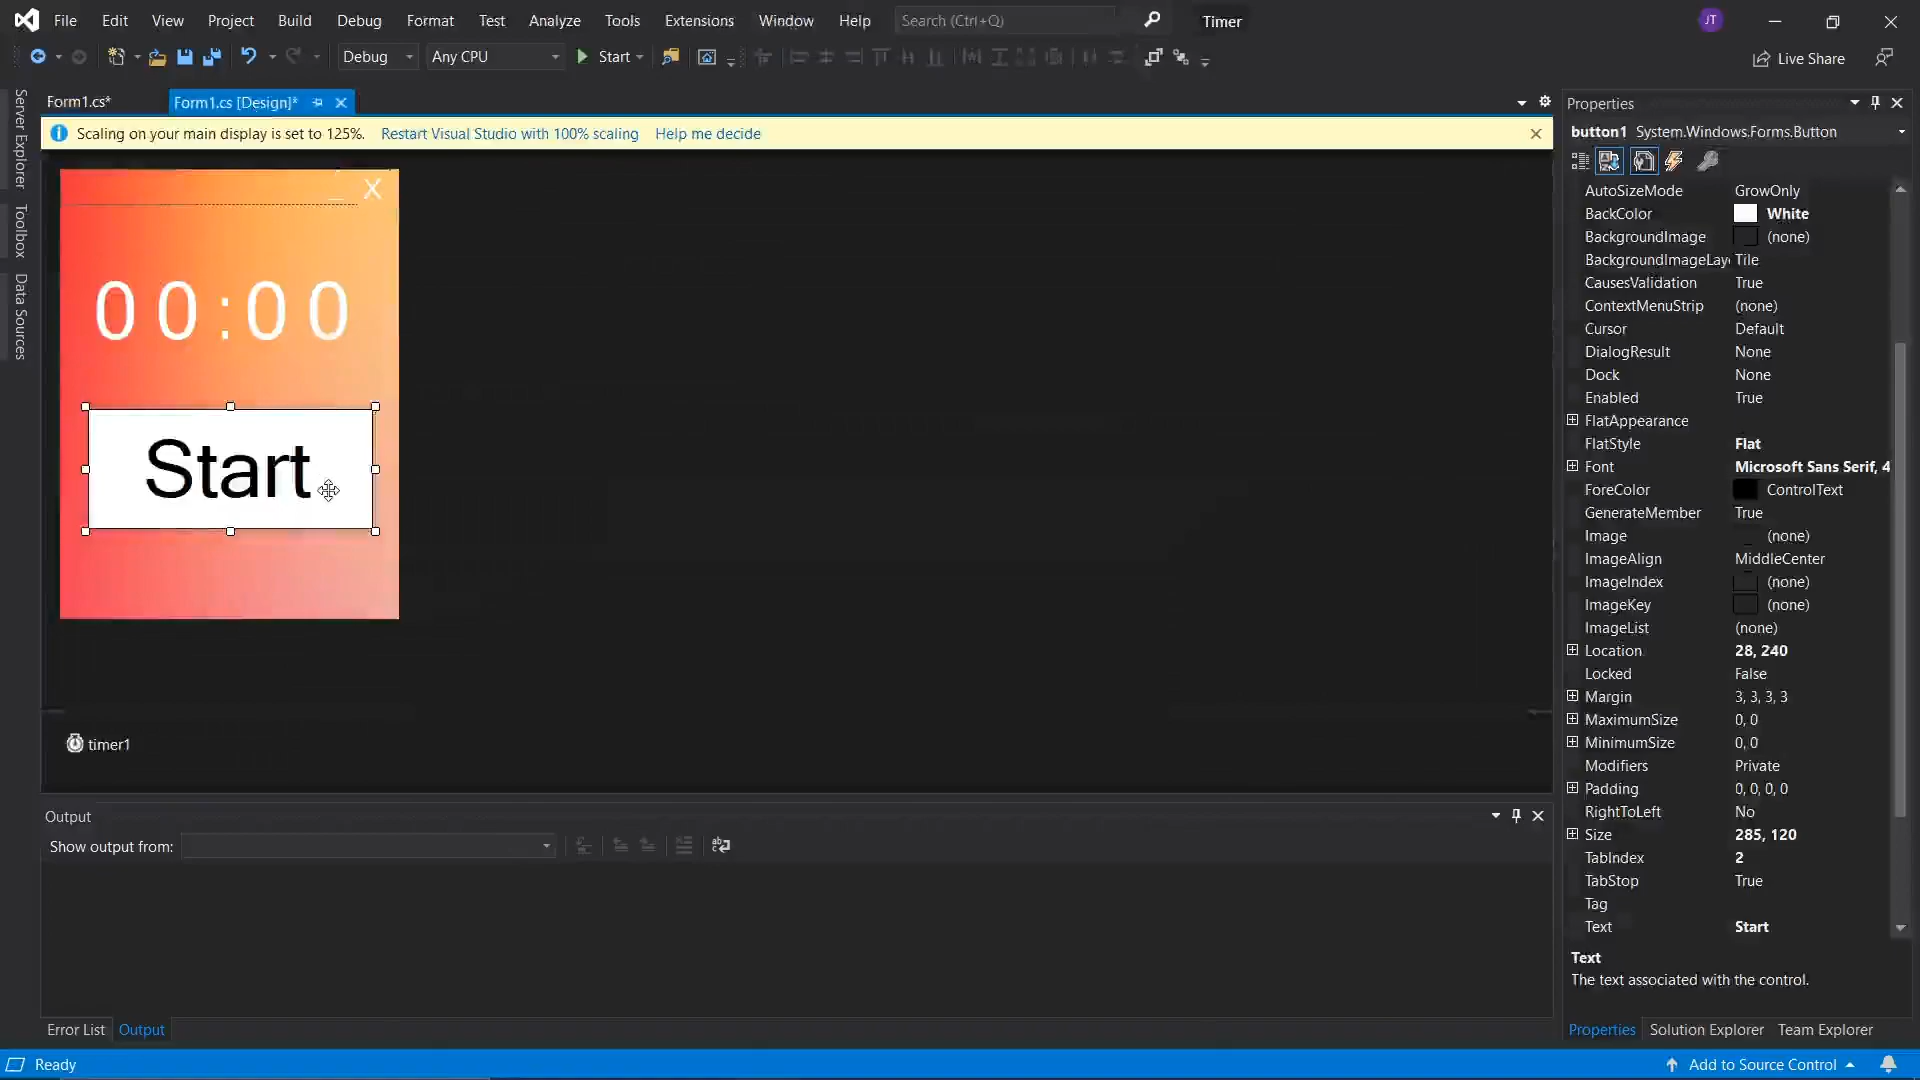 File Edit View Project Build Debug Format Test Analyze Tools Extensions Window Help Search (Ctrl+Q) Timer JT
Debug Any CPU Start Live Share
Server Explorer
Toolbox
Data Sources
Form1.cs* Form1.cs [Design]*
Scaling on your main display is set to 125%. Restart Visual Studio with 100% scaling Help me decide
_ X
00:00
Start
timer1
Output
Show output from:
Error List Output
Properties
button1 System.Windows.Forms.Button
AutoSizeMode GrowOnly
BackColor White
BackgroundImage (none)
BackgroundImageLay Tile
CausesValidation True
ContextMenuStrip (none)
Cursor Default
DialogResult None
Dock None
Enabled True
FlatAppearance
FlatStyle Flat
Font Microsoft Sans Serif, 4
ForeColor ControlText
GenerateMember True
Image (none)
ImageAlign MiddleCenter
ImageIndex (none)
ImageKey (none)
ImageList (none)
Location 28, 240
Locked False
Margin 3, 3, 3, 3
MaximumSize 0, 0
MinimumSize 0, 0
Modifiers Private
Padding 0, 0, 0, 0
RightToLeft No
Size 285, 120
TabIndex 2
TabStop True
Tag
Text Start
Text
The text associated with the control.
Properties Solution Explorer Team Explorer
Ready Add to Source Control